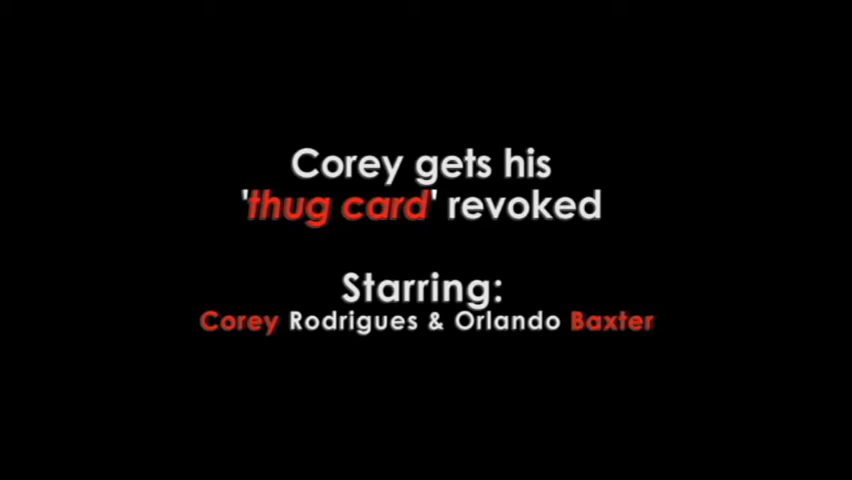 Corey gets his
'thug card' revoked
Starring:
Corey Rodrigues & Orlando Baxter